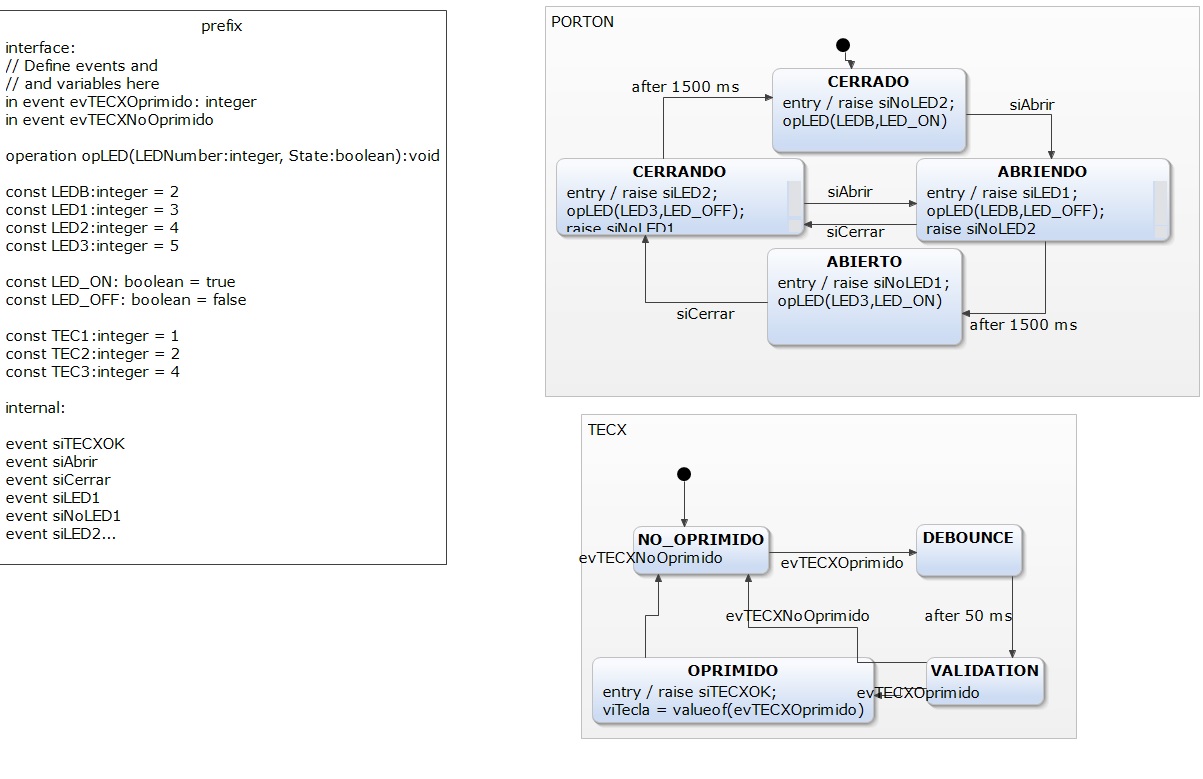 prefix
interface:
// Define events and
// and variables here
in event evTECXOprimido: integer
in event evTECXNoOprimido
operation opLED(LEDNumber:integer, State:boolean):void
const LEDB:integer = 2
const LED1:integer = 3
const LED2:integer = 4
const LED3:integer = 5
const LED_ON: boolean = true
const LED_OFF: boolean = false
const TEC1:integer = 1
const TEC2:integer = 2
const TEC3:integer = 4
internal:
event siTECXOK
event siAbrir
event siCerrar
event siLED1
event siNoLED1
event siLED2...
PORTON
CERRADO
entry / raise siNoLED2;
opLED(LEDB,LED_ON)
after 1500 ms
siAbrir
CERRANDO
entry / raise siLED2;
opLED(LED3,LED_OFF);
raise siNoLED1
siAbrir
siCerrar
ABRIENDO
entry / raise siLED1;
opLED(LEDB,LED_OFF);
raise siNoLED2
ABIERTO
entry / raise siNoLED1;
opLED(LED3,LED_ON)
siCerrar
after 1500 ms
TECX
NO_OPRIMIDO
evTECXNoOprimido
evTECXOprimido
DEBOUNCE
evTECXNoOprimido
after 50 ms
OPRIMIDO
entry / raise siTECXOK;
viTecla = valueof(evTECXOprimido)
evTECXOprimido
VALIDATION